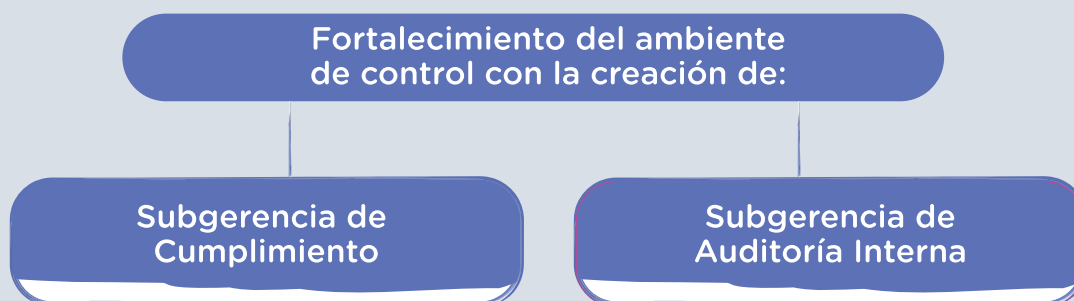 Fortalecimiento del ambiente
de control con la creación de:
Subgerencia de
Cumplimiento
Subgerencia de
Auditoría Interna